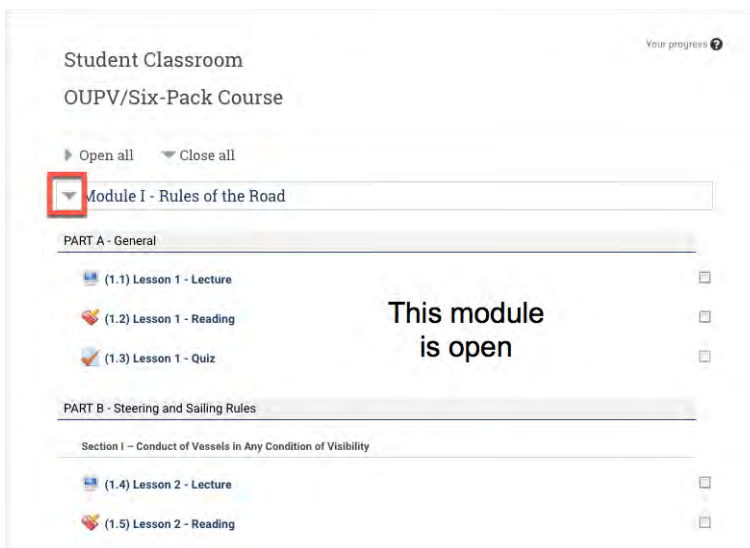 Your progress
Student Classroom
OUPV/Six-Pack Course
Open all Close all
Module I - Rules of the Road
PART A - General
(1.1) Lesson 1 - Lecture
(1.2) Lesson 1 - Reading
(1.3) Lesson 1 - Quiz
This module
is open
PART B - Steering and Sailing Rules
Section I – Conduct of Vessels in Any Condition of Visibility
(1.4) Lesson 2 - Lecture
(1.5) Lesson 2 - Reading